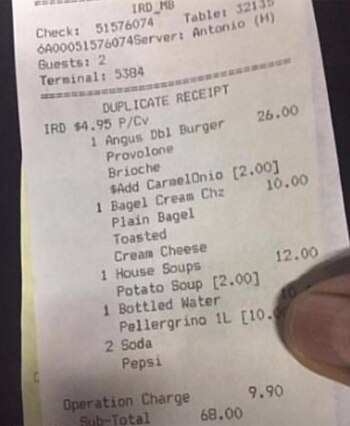 IRD_MB
Check: 51576074 Table: 32135
6A00051576074Server: Antonio (M)
Guests: 2
Terminal: 5384
DUPLICATE RECEIPT
IRD $4.95 P/Cv
1 Angus Dbl Burger 26.00
Provolone
Brioche
$Add CarmelOnio [2.00]
1 Bagel Cream Chz 10.00
Plain Bagel
Toasted
Cream Cheese
1 House Soups 12.00
Potato Soup [2.00]
1 Bottled Water
Pellergrino 1L
2 Soda
Pepsi
Operation Charge 9.90
Sub-Total 68.00